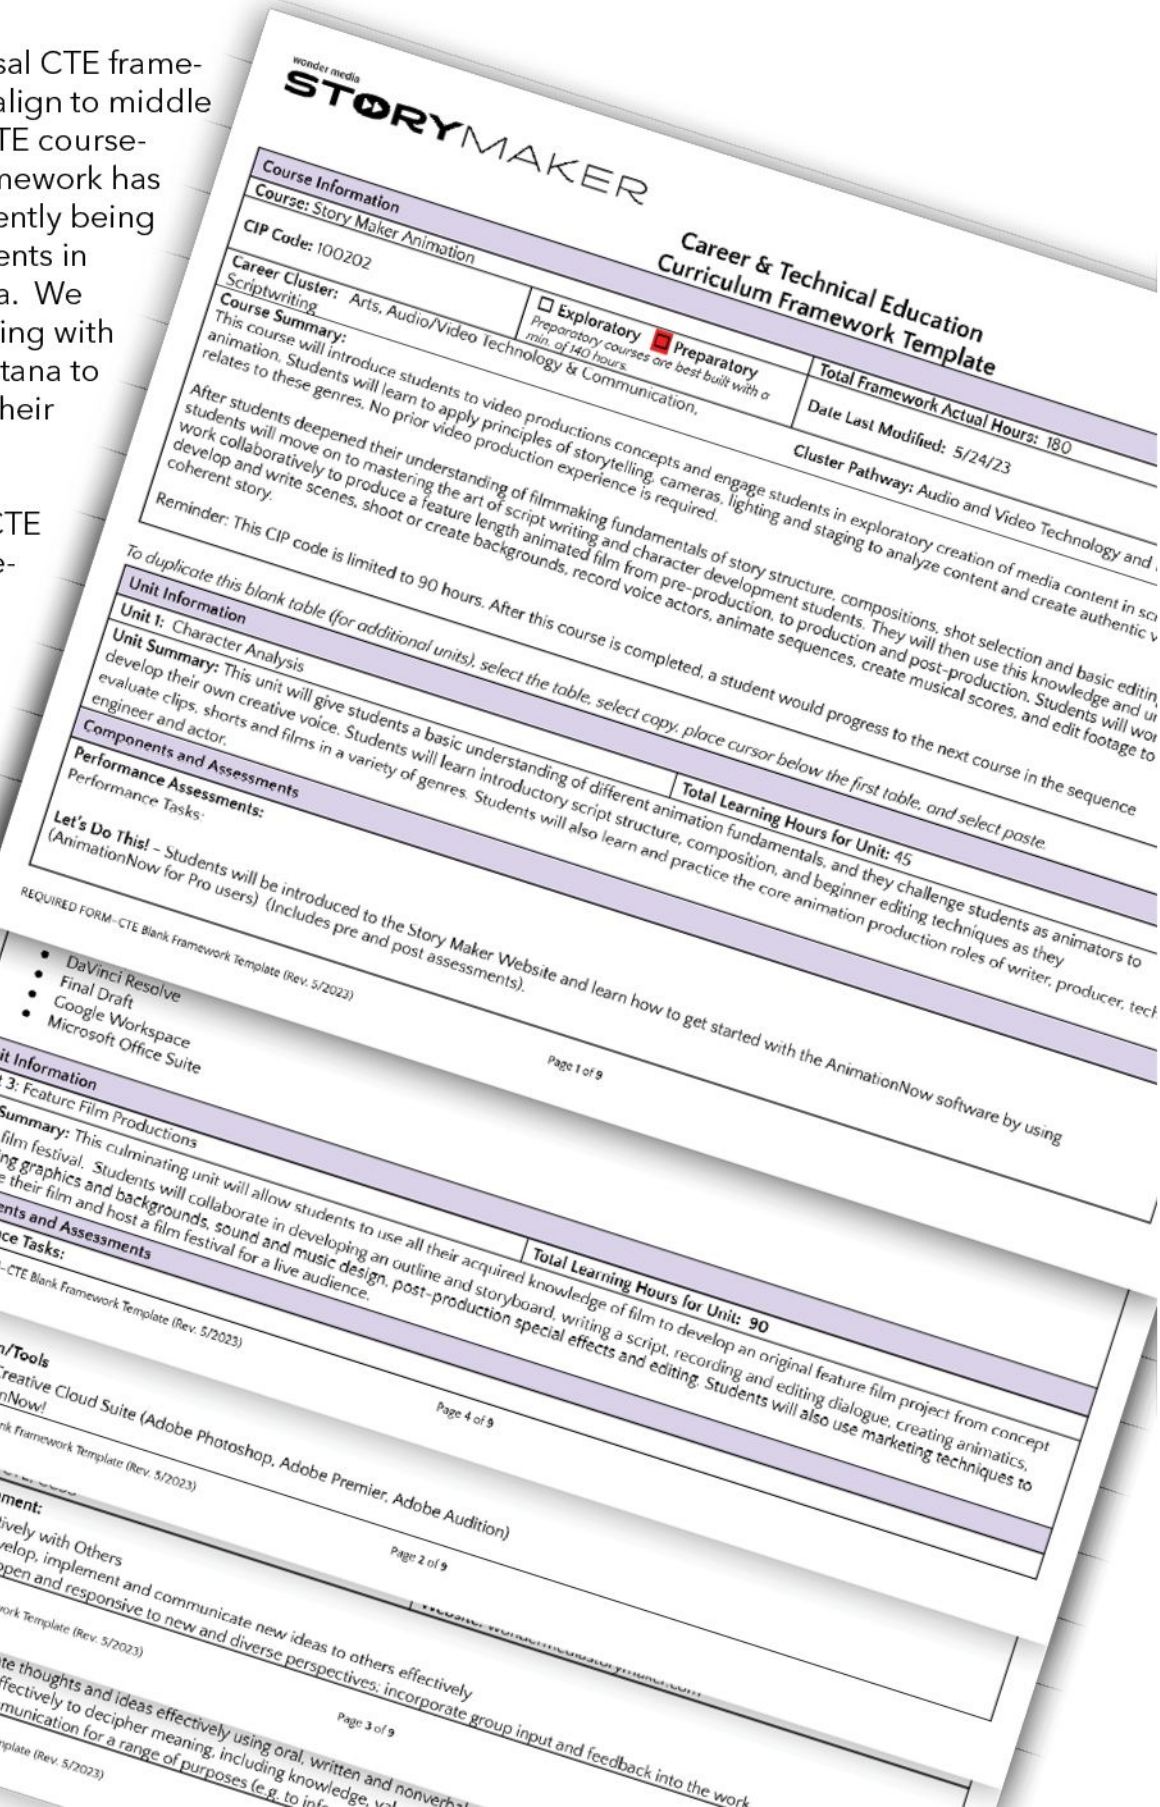 sal CTE frame-
align to middle
TE course-
mework has
ently being
ents in
a. We
ing with
tana to
heir
CTE
e-
wonder media
STORYMAKER
Career & Technical Education
Curriculum Framework Template
Course Information
Course: Story Maker Animation
Total Framework Actual Hours: 180
CIP Code: 100202
Exploratory Preparatory
Preparatory courses are best built with a
min. of 140 hours.
Date Last Modified: 5/24/23
Career Cluster: Arts, Audio/Video Technology & Communication,
Scriptwriting
Cluster Pathway: Audio and Video Technology and
Course Summary:
This course will introduce students to video productions concepts and engage students in exploratory creation of media content in
animation. Students will learn to apply principles of storytelling, cameras, lighting and staging to analyze content and create authentic
relates to these genres. No prior video production experience is required.
After students deepened their understanding of filmmaking fundamentals of story structure, compositions, shot selection and basic editin
students will move on to mastering the art of script writing and character development students. They will then use this knowledge and
work collaboratively to produce a feature length animated film from pre-production, to production and post-production. Students will wor
develop and write scenes, shoot or create backgrounds, record voice actors, animate sequences, create musical scores, and edit footage to
coherent story.
Reminder: This CIP code is limited to 90 hours. After this course is completed, a student would progress to the next course in the sequence
To duplicate this blank table (for additional units), select the table, select copy, place cursor below the first table, and select paste.
Unit Information
Unit 1: Character Analysis
Total Learning Hours for Unit: 45
Unit Summary: This unit will give students a basic understanding of different animation fundamentals, and they challenge students as animators to
develop their own creative voice. Students will learn introductory script structure, composition, and beginner editing techniques as they
evaluate clips, shorts and films in a variety of genres. Students will also learn and practice the core animation production roles of writer, producer, tech
engineer and actor.
Components and Assessments
Performance Assessments:
Performance Tasks:
Let's Do This! – Students will be introduced to the Story Maker Website and learn how to get started with the AnimationNow software by using
(AnimationNow for Pro users) (Includes pre and post assessments).
REQUIRED FORM–CTE Blank Framework Template (Rev. 5/2023)
Page 1 of 9
• DaVinci Resolve
• Final Draft
• Google Workspace
• Microsoft Office Suite
it Information
t 3: Feature Film Productions
Total Learning Hours for Unit: 90
Summary: This culminating unit will allow students to use all their acquired knowledge of film to develop an original feature film project from concept
film festival. Students will collaborate in developing an outline and storyboard, writing a script, recording and editing dialogue, creating animatics,
ng graphics and backgrounds, sound and music design, post-production special effects and editing. Students will also use marketing techniques to
e their film and host a film festival for a live audience.
ents and Assessments
ce Tasks:
–CTE Blank Framework Template (Rev. 5/2023)
Page 4 of 9
n/Tools
Creative Cloud Suite (Adobe Photoshop, Adobe Premier, Adobe Audition)
nNow!
nk Framework Template (Rev. 5/2023)
Page 2 of 9
ment:
tively with Others
velop, implement and communicate new ideas to others effectively
open and responsive to new and diverse perspectives; incorporate group input and feedback into the work
Website: wondermediastorymaker.com
work Template (Rev. 5/2023)
Page 3 of 9
te thoughts and ideas effectively using oral, written and nonverbal
ffectively to decipher meaning, including knowledge,
munication for a range of purposes (e.g. to
mplate (Rev. 5/2023)